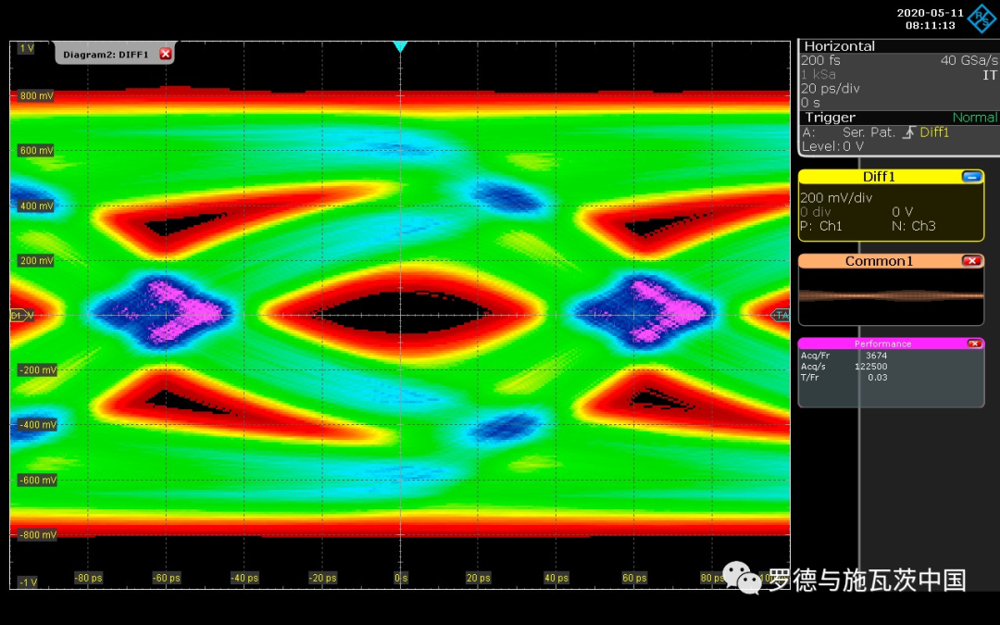 2020-05-11
08:11:13
R&S
Diagram2: DIFF1
1 V
800 mV
600 mV
400 mV
200 mV
D1 V
-200 mV
-400 mV
-600 mV
-800 mV
-1 V
-80 ps
-60 ps
-40 ps
-20 ps
0 s
20 ps
40 ps
60 ps
80 ps
TA
Horizontal
200 fs 40 GSa/s
1 kSa IT
20 ps/div
0 s
Trigger Normal
A: Ser. Pat. Diff1
Level: 0 V
Diff1
200 mV/div
0 div 0 V
P: Ch1 N: Ch3
Common1
Performance
Acq/Fr 3674
Acq/s 122500
T/Fr 0.03
罗德与施瓦茨中国